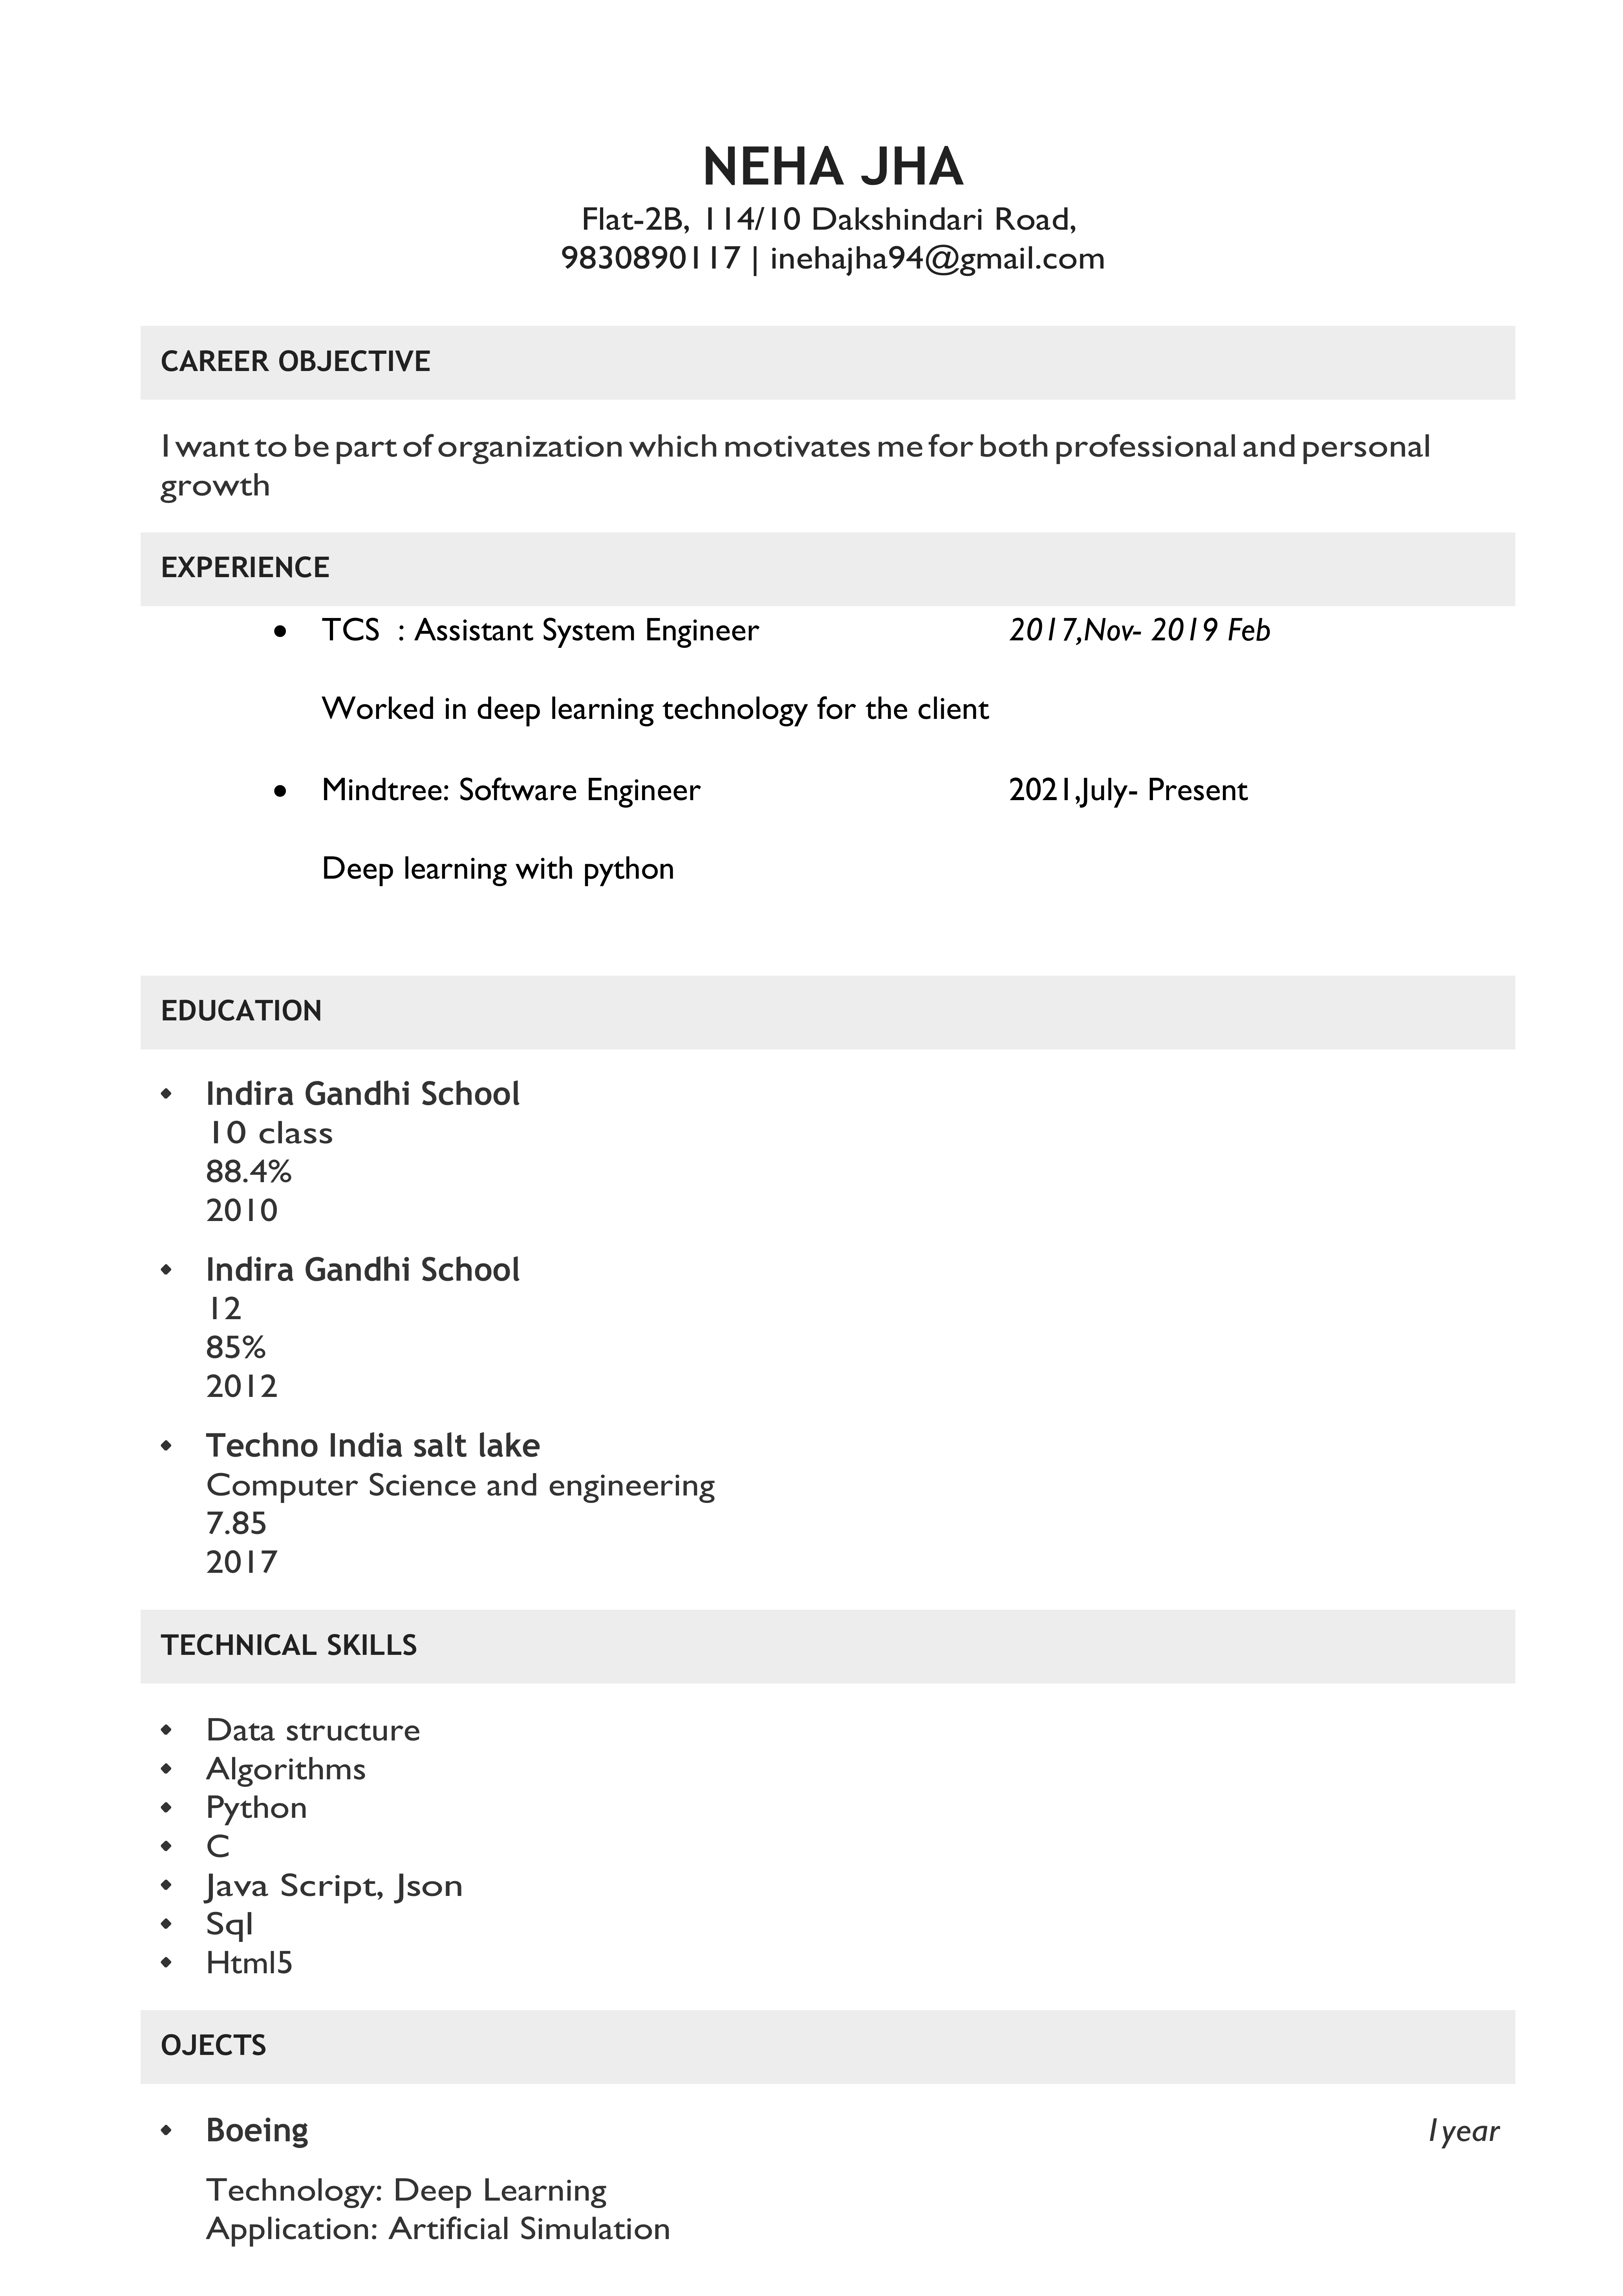 NEHA JHA
Flat-2B, 114/10 Dakshindari Road,
9830890117 | inehajha94@gmail.com
CAREER OBJECTIVE
I want to be part of organization which motivates me for both professional and personal
growth
EXPERIENCE
• TCS : Assistant System Engineer 2017,Nov- 2019 Feb
Worked in deep learning technology for the client
• Mindtree: Software Engineer 2021,July- Present
Deep learning with python
EDUCATION
• Indira Gandhi School
10 class
88.4%
2010
• Indira Gandhi School
12
85%
2012
• Techno India salt lake
Computer Science and engineering
7.85
2017
TECHNICAL SKILLS
• Data structure
• Algorithms
• Python
• C
• Java Script, Json
• Sql
• Html5
OJECTS
• Boeing 1year
Technology: Deep Learning
Application: Artificial Simulation